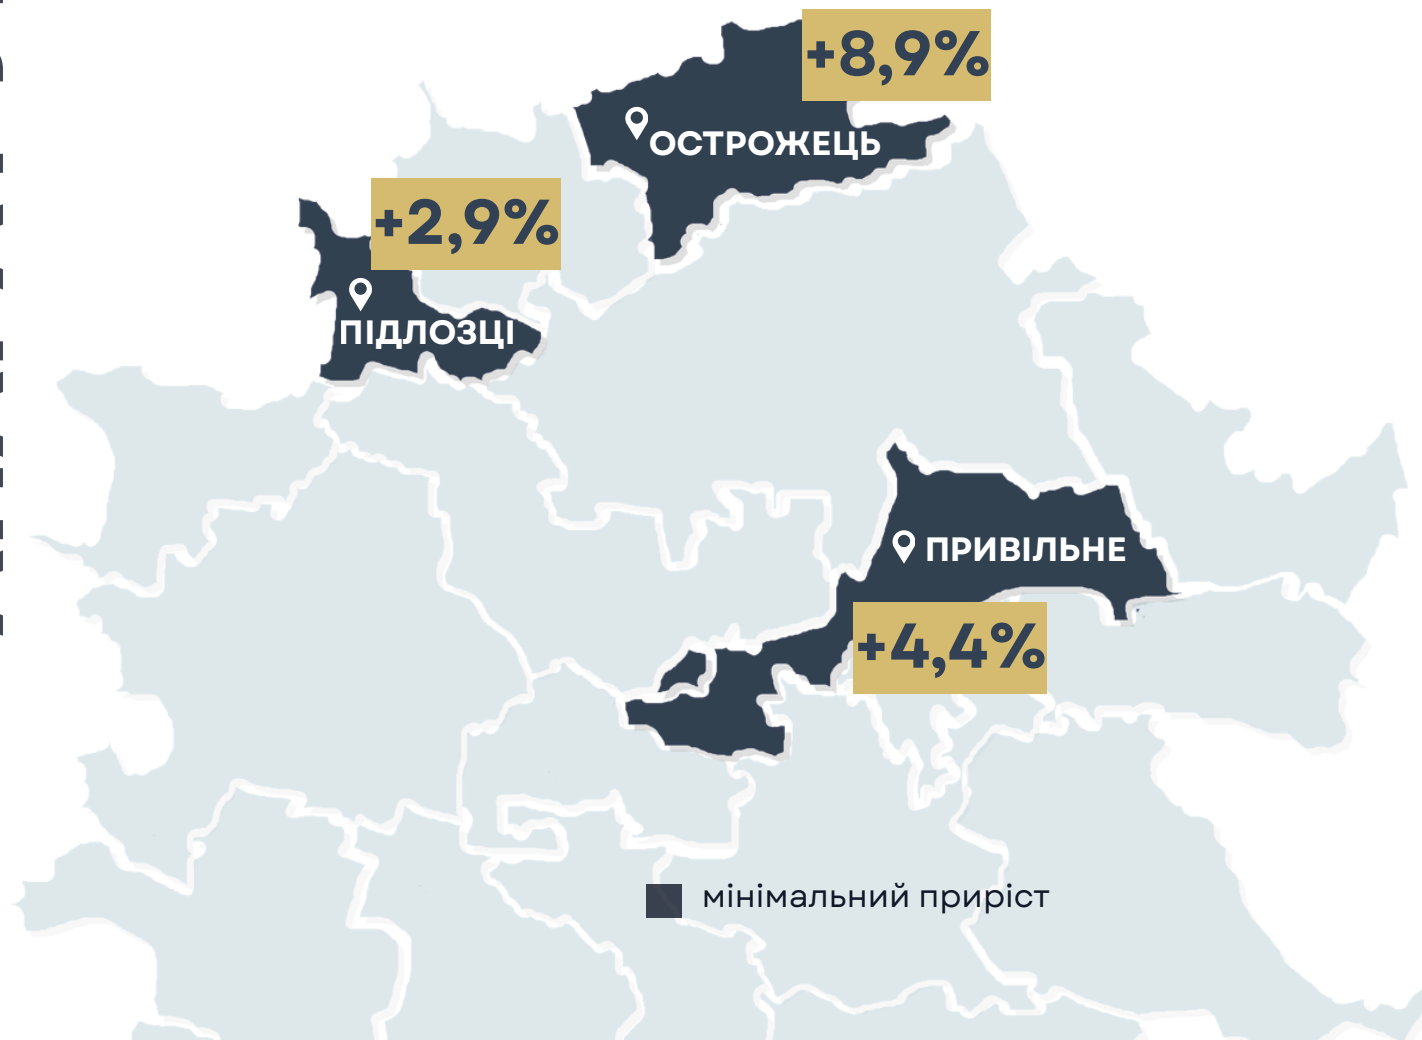 +8,9%
ОСТРОЖЕЦЬ
+2,9%
ПІДЛОЗЦІ
ПРИВІЛЬНЕ
+4,4%
мінімальний приріст